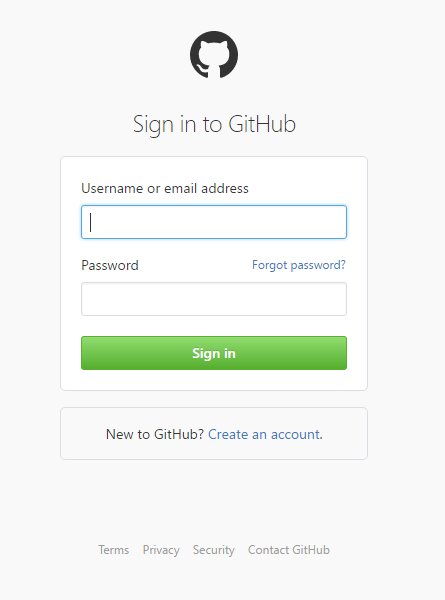 Sign in to GitHub
Username or email address
Password Forgot password?
Sign in
New to GitHub? Create an account.
Terms Privacy Security Contact GitHub